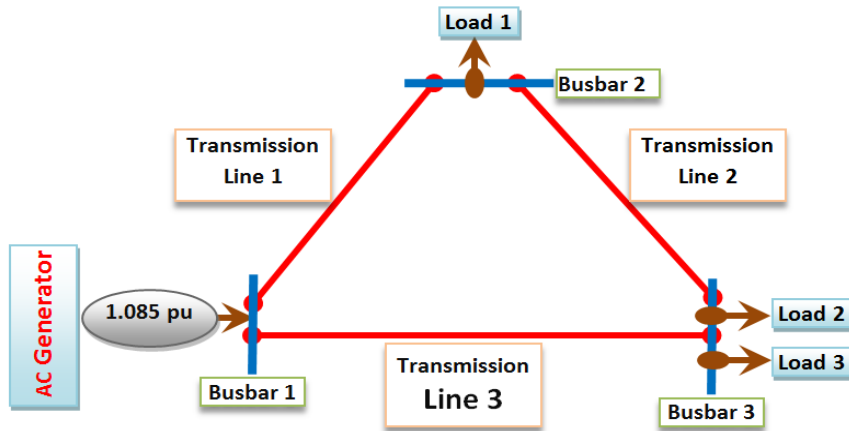 Load 1
Busbar 2
Transmission
Line 1
Transmission
Line 2
AC Generator
1.085 pu
Load 2
Load 3
Transmission
Line 3
Busbar 1
Busbar 3